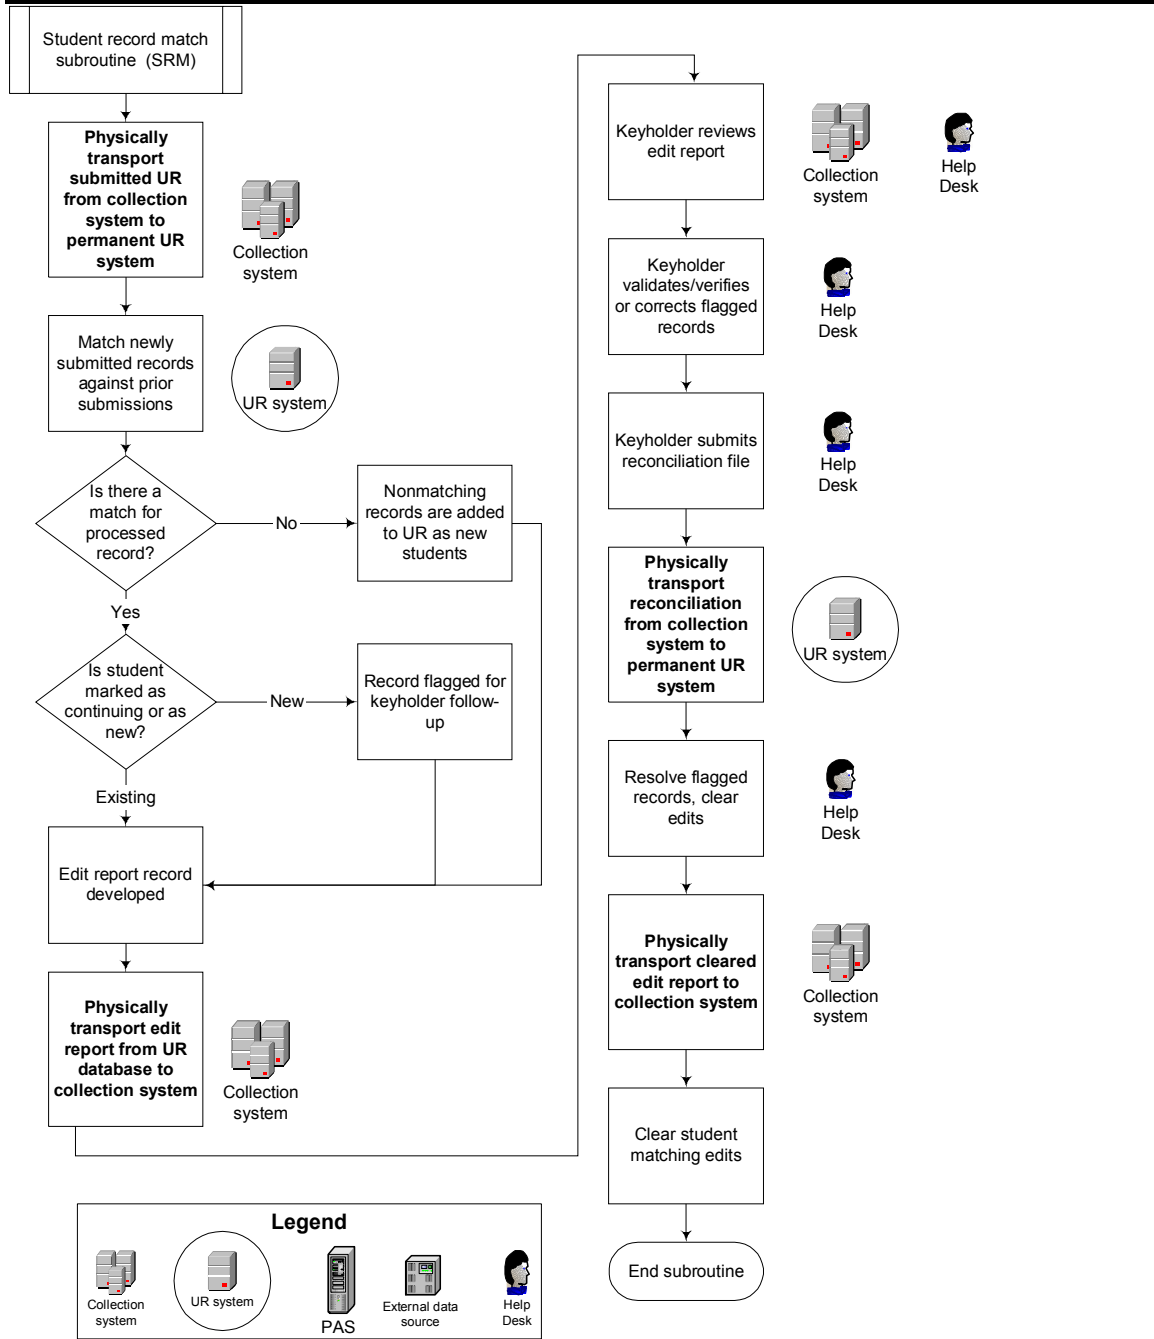 Student record match
subroutine  (SRM)
Physically
transport
submitted UR
from collection
system to
permanent UR
system
Collection
system
Match newly
submitted records
against prior
submissions
UR system
Is there a
match for
processed
record?
No
Nonmatching
records are added
to UR as new
students
Yes
Is student
marked as
continuing or as
new?
New
Record flagged for
keyholder follow-
up
Existing
Edit report record
developed
Physically
transport edit
report from UR
database to
collection system
Collection
system
Keyholder reviews
edit report
Collection
system
Help
Desk
Keyholder
validates/verifies
or corrects flagged
records
Help
Desk
Keyholder submits
reconciliation file
Help
Desk
Physically
transport
reconciliation
from collection
system to
permanent UR
system
UR system
Resolve flagged
records, clear
edits
Help
Desk
Physically
transport cleared
edit report to
collection system
Collection
system
Clear student
matching edits
End subroutine
Legend
Collection
system
UR system
PAS
External data
source
Help
Desk